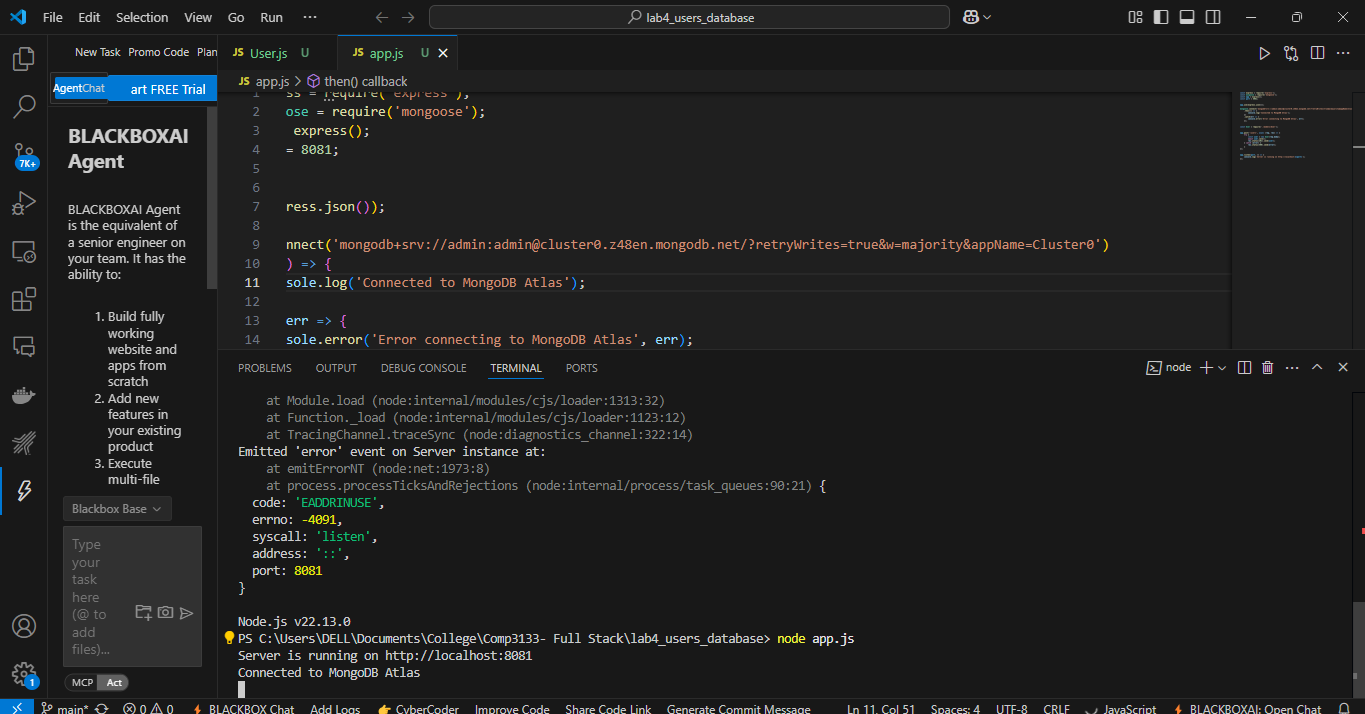 File Edit Selection View Go Run ···
lab4_users_database
New Task Promo Code Plan
AgentChat
art FREE Trial
BLACKBOXAI
Agent
BLACKBOXAI Agent
is the equivalent of
a senior engineer on
your team. It has the
ability to:
1. Build fully
working
website and
apps from
scratch
2. Add new
features in
your existing
product
3. Execute
multi-file
Blackbox Base
Type
your
task
here
(@ to
add
files)...
MCP Act
7K+
1
JS User.js U
JS app.js U
JS app.js > then() callback
1 ss = require('express');
2 ose = require('mongoose');
3 express();
4 = 8081;
5
6
7 ress.json());
8
9 nnect('mongodb+srv://admin:admin@cluster0.z48en.mongodb.net/?retryWrites=true&w=majority&appName=Cluster0')
10 ) => {
11 sole.log('Connected to MongoDB Atlas');
12
13 err => {
14 sole.error('Error connecting to MongoDB Atlas', err);
PROBLEMS OUTPUT DEBUG CONSOLE TERMINAL PORTS
node
at Module.load (node:internal/modules/cjs/loader:1313:32)
at Function._load (node:internal/modules/cjs/loader:1123:12)
at TracingChannel.traceSync (node:diagnostics_channel:322:14)
Emitted 'error' event on Server instance at:
at emitErrorNT (node:net:1973:8)
at process.processTicksAndRejections (node:internal/process/task_queues:90:21) {
code: 'EADDRINUSE',
errno: -4091,
syscall: 'listen',
address: '::',
port: 8081
}
Node.js v22.13.0
PS C:\Users\DELL\Documents\College\Comp3133- Full Stack\lab4_users_database> node app.js
Server is running on http://localhost:8081
Connected to MongoDB Atlas
main* 0 0 BLACKBOX Chat Add Logs CyberCoder Improve Code Share Code Link Generate Commit Message Ln 11, Col 51 Spaces: 4 UTF-8 CRLF JavaScript BLACKBOXAI: Open Chat